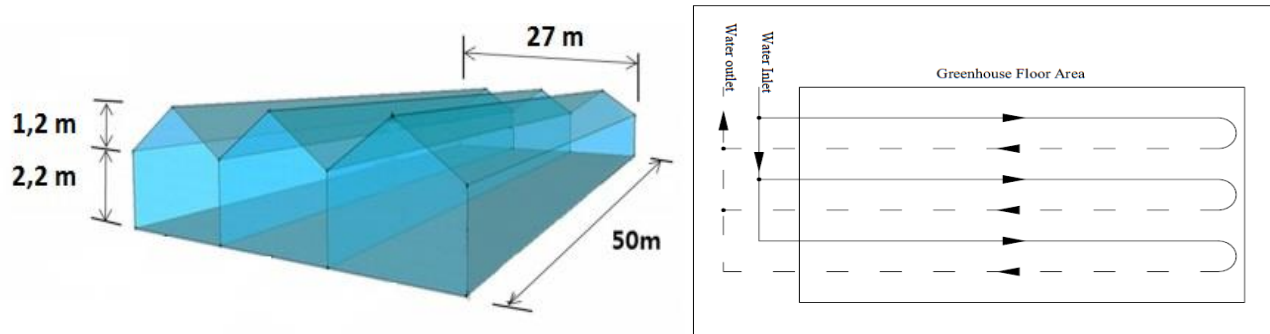 27 m
1,2 m
2,2 m
50m
Water outlet
Water Inlet
Greenhouse Floor Area